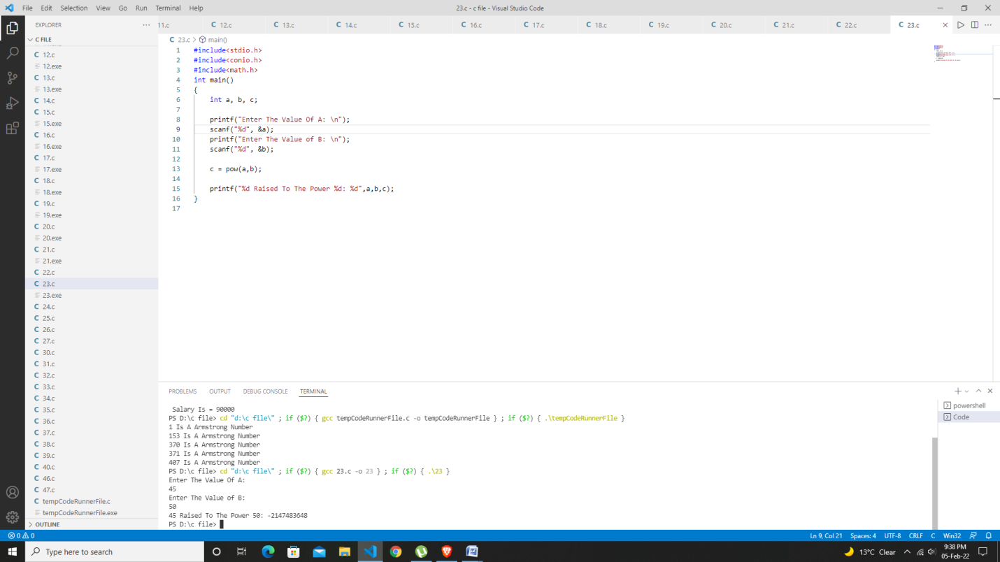 File Edit Selection View Go Run Terminal Help
23.c - c file - Visual Studio Code
EXPLORER
11.c 12.c 13.c 14.c 15.c 16.c 17.c 18.c 19.c 20.c 21.c 22.c 23.c
C FILE
12.c
12.exe
13.c
13.exe
14.c
15.c
15.exe
16.c
16.exe
17.c
17.exe
18.c
18.exe
19.c
19.exe
20.c
20.exe
21.c
21.exe
22.c
23.c
23.exe
24.c
25.c
26.c
27.c
30.c
31.c
32.c
33.c
34.c
35.c
36.c
37.c
38.c
39.c
40.c
46.c
47.c
tempCodeRunnerFile.c
tempCodeRunnerFile.exe
OUTLINE
C 23.c > main()
1 #include<stdio.h>
2 #include<conio.h>
3 #include<math.h>
4 int main()
5 {
6 int a, b, c;
7
8 printf("Enter The Value Of A: \n");
9 scanf("%d", &a);
10 printf("Enter The Value of B: \n");
11 scanf("%d", &b);
12
13 c = pow(a,b);
14
15 printf("%d Raised To The Power %d: %d",a,b,c);
16 }
17
PROBLEMS OUTPUT DEBUG CONSOLE TERMINAL
Salary Is = 90000
PS D:\c file> cd "d:\c file\" ; if ($?) { gcc tempCodeRunnerFile.c -o tempCodeRunnerFile } ; if ($?) { .\tempCodeRunnerFile }
1 Is A Armstrong Number
153 Is A Armstrong Number
370 Is A Armstrong Number
371 Is A Armstrong Number
407 Is A Armstrong Number
PS D:\c file> cd "d:\c file\" ; if ($?) { gcc 23.c -o 23 } ; if ($?) { .\23 }
Enter The Value Of A:
45
Enter The Value of B:
50
45 Raised To The Power 50: -2147483648
PS D:\c file>
powershell
Code
0 0
Ln 9, Col 21 Spaces: 4 UTF-8 CRLF C Win32
Type here to search
13°C Clear
9:38 PM
05-Feb-22